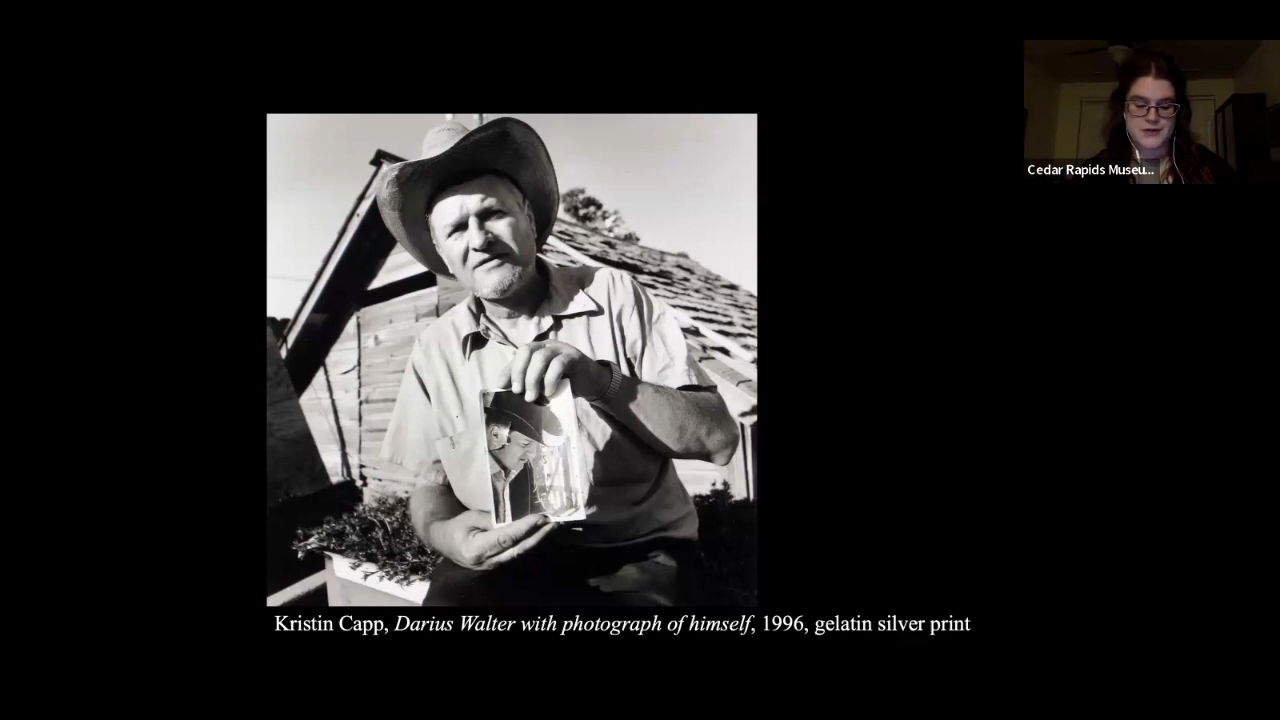 Cedar Rapids Museu...
Kristin Capp, Darius Walter with photograph of himself, 1996, gelatin silver print